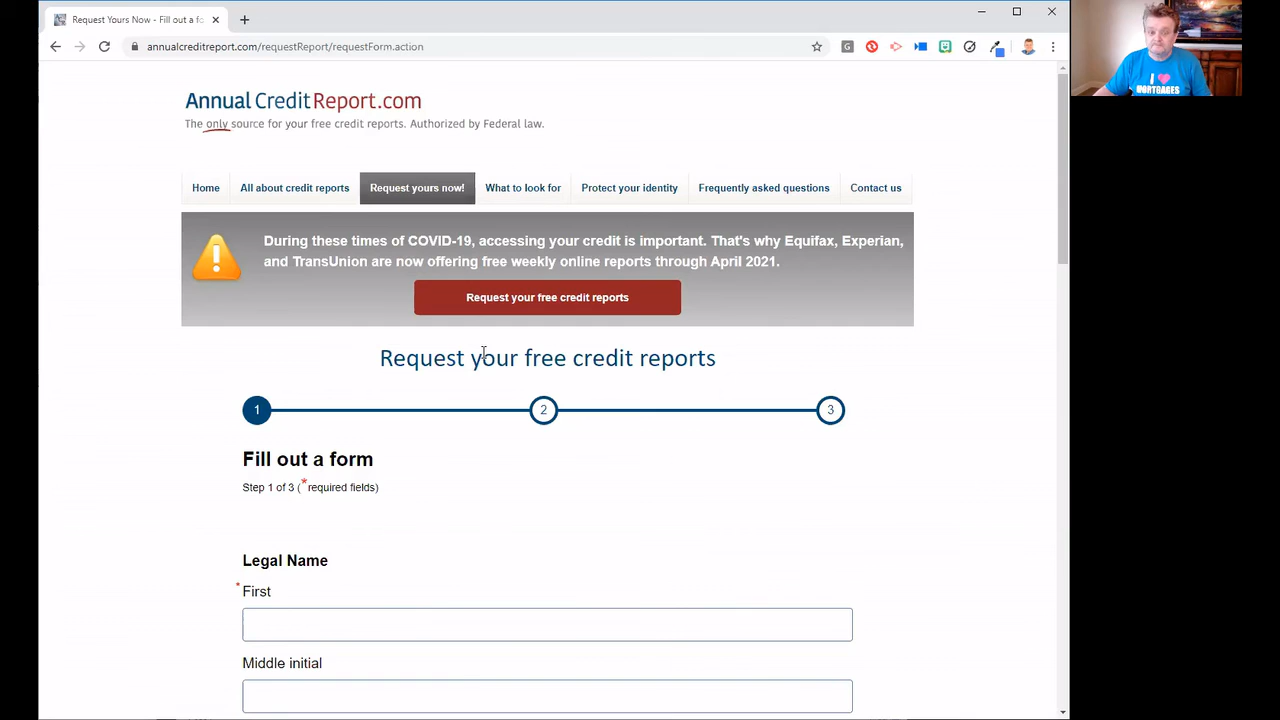 Request Yours Now - Fill out a fo
annualcreditreport.com/requestReport/requestForm.action
AnnualCreditReport.com
The only source for your free credit reports. Authorized by Federal law.
Home
All about credit reports
Request yours now!
What to look for
Protect your identity
Frequently asked questions
Contact us
During these times of COVID-19, accessing your credit is important. That's why Equifax, Experian,
and TransUnion are now offering free weekly online reports through April 2021.
Request your free credit reports
Request your free credit reports
1
2
3
Fill out a form
Step 1 of 3 (*required fields)
Legal Name
* First
Middle initial
I ❤
MORTGAGES